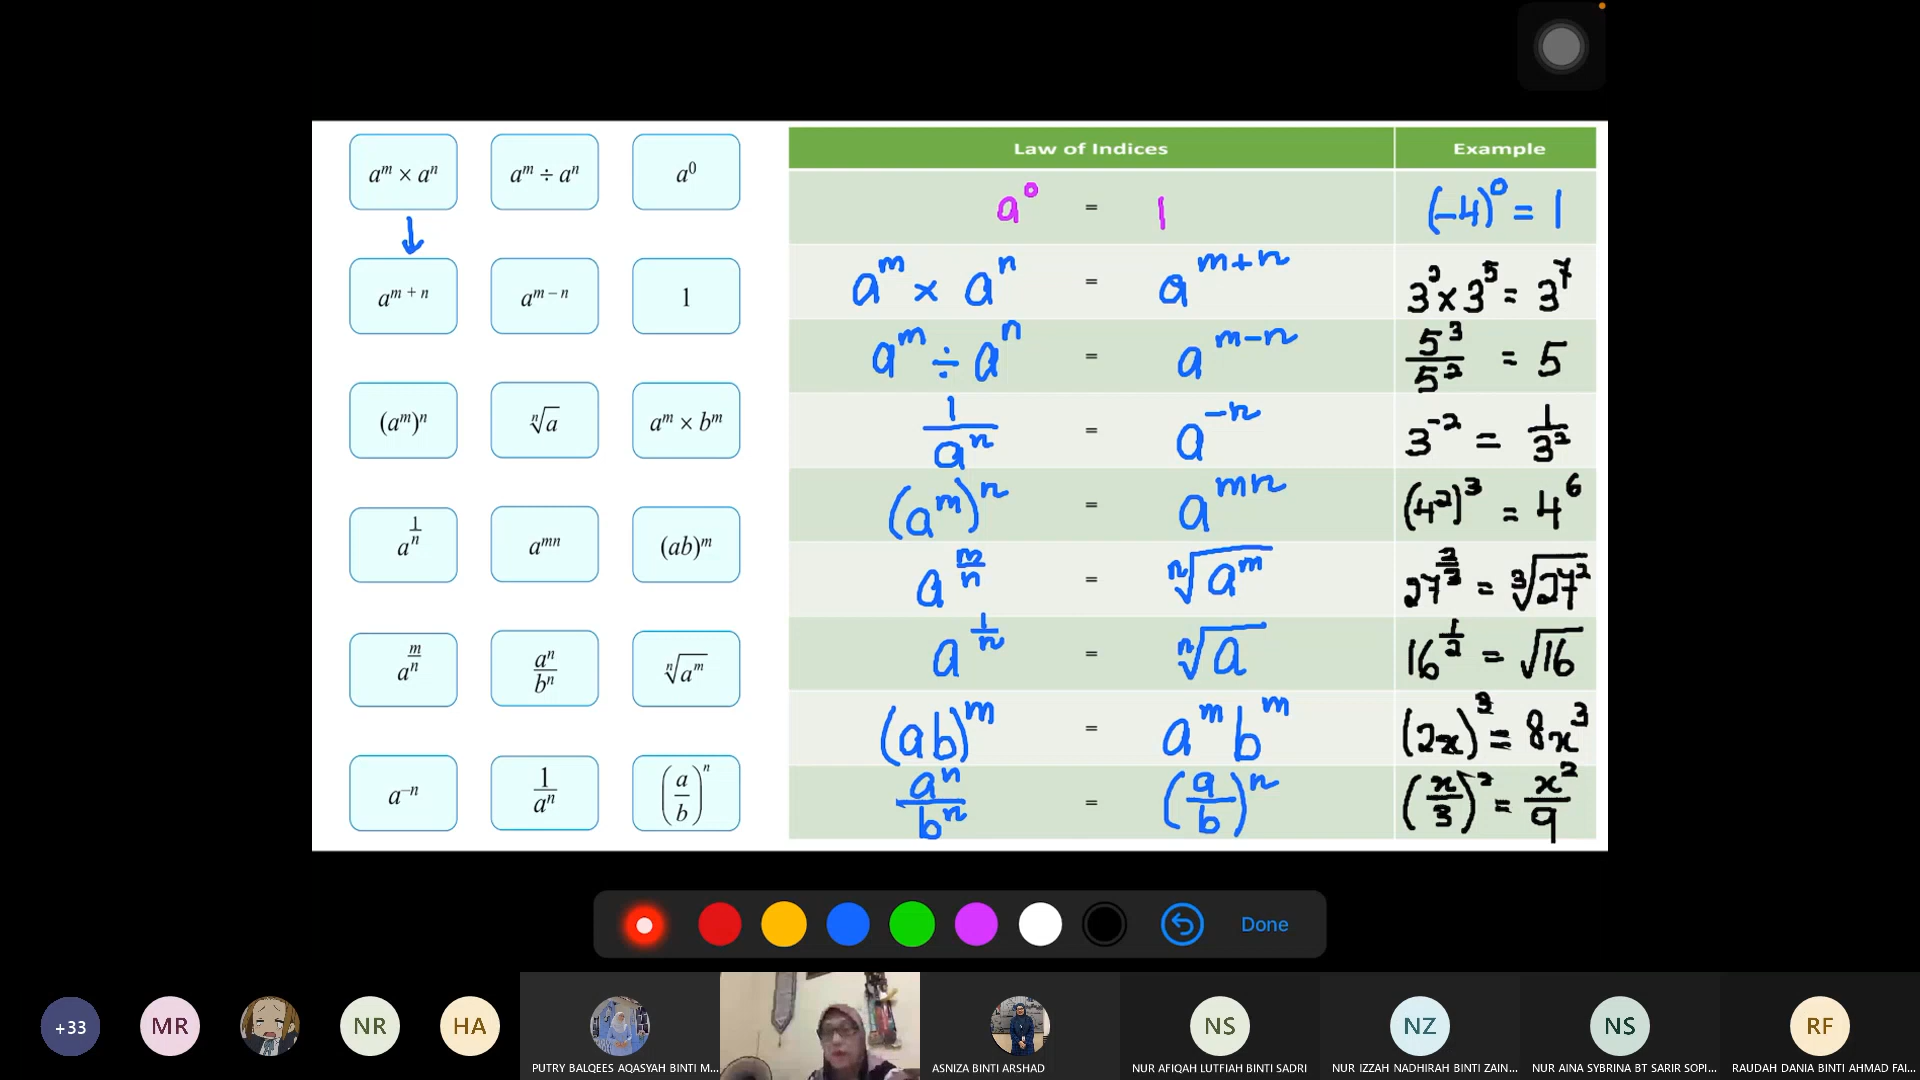 a^m × a^n
a^m ÷ a^n
a^0
a^(m + n)
a^(m − n)
1
(a^m)^n
ⁿ√a
a^m × b^m
a^(1/n)
a^(mn)
(ab)^m
a^(m/n)
a^n/b^n
ⁿ√(a^m)
a^(−n)
1/a^n
(a/b)^n
Law of Indices
Example
a^0 = 1
(-4)^0 = 1
a^m × a^n = a^(m+n)
3^2 × 3^5 = 3^7
a^m ÷ a^n = a^(m-n)
5^3/5^2 = 5
1/a^n = a^(-n)
3^(-2) = 1/3^2
(a^m)^n = a^(mn)
(4^2)^3 = 4^6
a^(m/n) = ⁿ√(a^m)
27^(2/3) = ³√(27^2)
a^(1/n) = ⁿ√a
16^(1/2) = √16
(ab)^m = a^m b^m
(2x)^3 = 8x^3
a^n/b^n = (a/b)^n
(x/3)^2 = x^2/9
Done
+33
MR
NR
HA
PUTRY BALQEES AQASYAH BINTI M...
ASNIZA BINTI ARSHAD
NS
NUR AFIQAH LUTFIAH BINTI SADRI
NZ
NUR IZZAH NADHIRAH BINTI ZAIN...
NS
NUR AINA SYBRINA BT SARIR SOPI...
RF
RAUDAH DANIA BINTI AHMAD FAI...